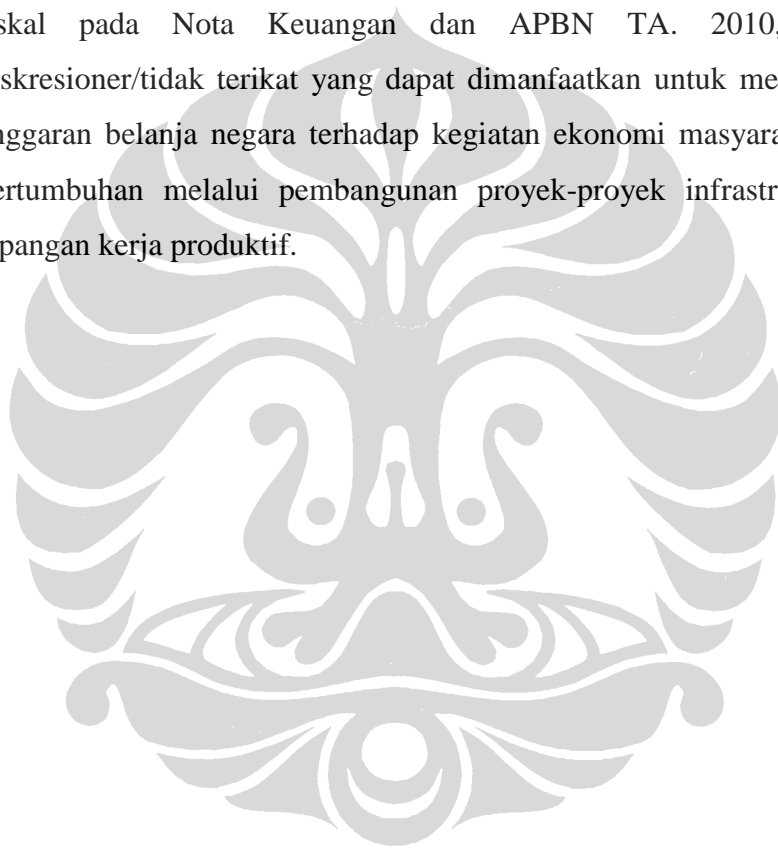 skal pada Nota Keuangan dan APBN TA. 2010,
skresioner/tidak terikat yang dapat dimanfaatkan untuk me
nggaran belanja negara terhadap kegiatan ekonomi masyara
ertumbuhan melalui pembangunan proyek-proyek infrastr
pangan kerja produktif.